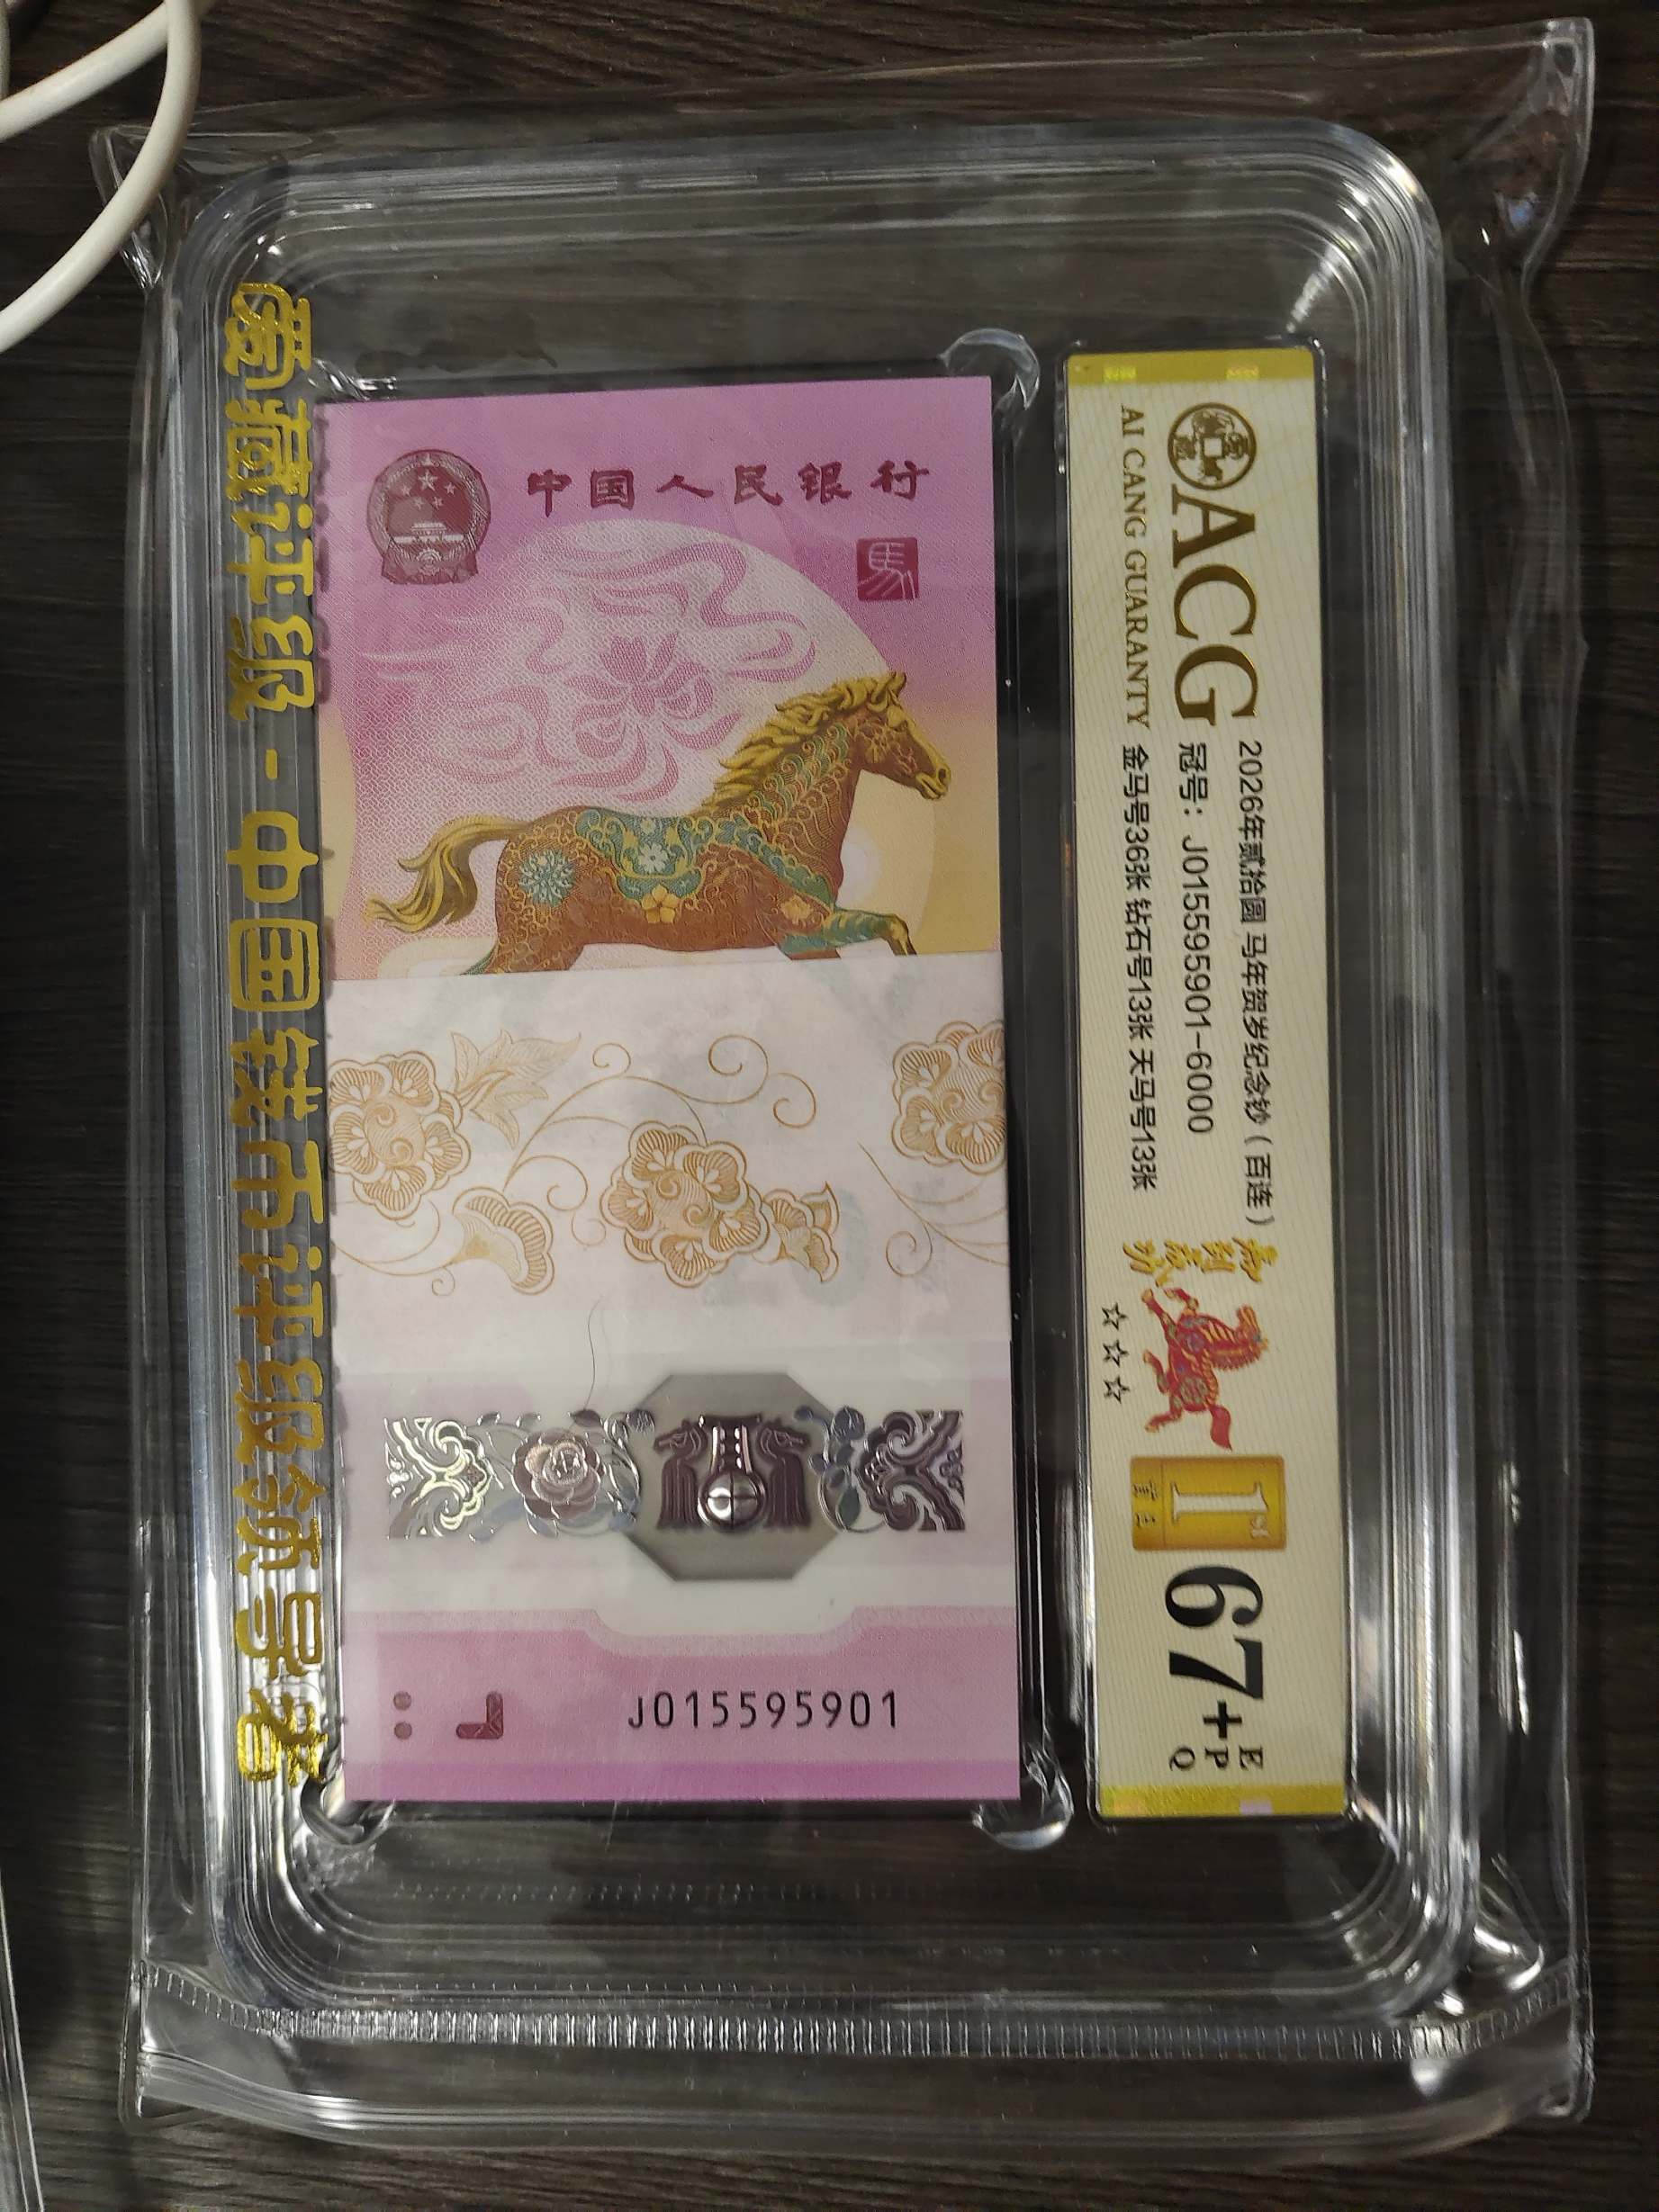 爱藏评级-中国钱币评级领导者
中国人民银行
馬
J015595901
ACG
AI CANG GUARANTY
2026年贰拾圆 马年贺岁纪念钞（百连）
冠号：J015595901-6000
金马号36张 钻石号13张 天马号13张
☆☆☆
1st
67+
E
P
Q